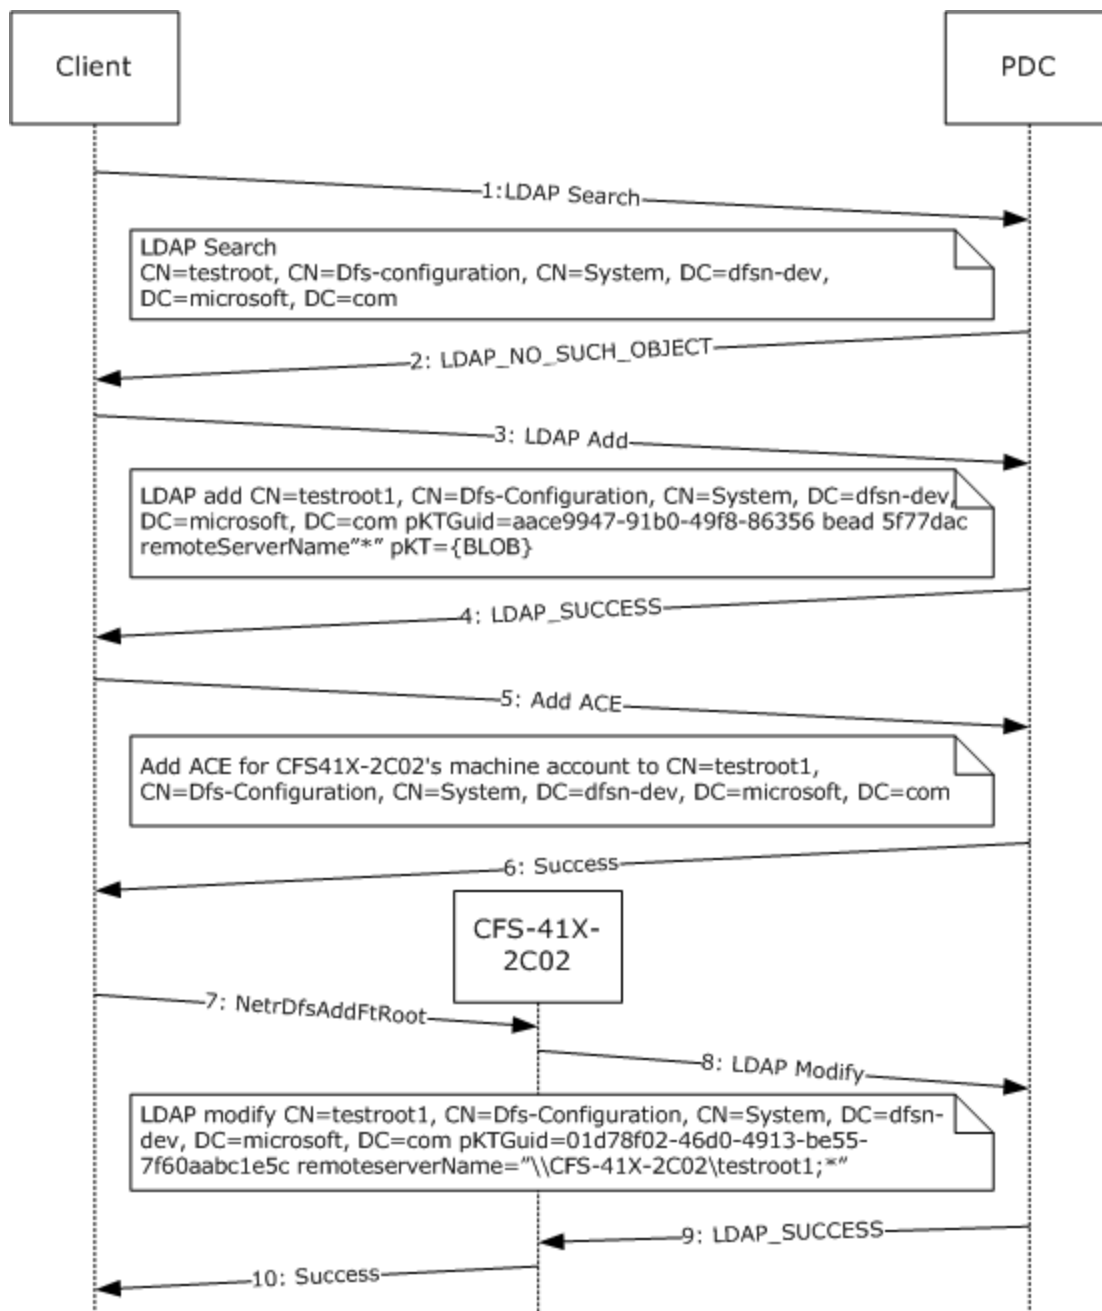 Client
PDC
1:LDAP Search
LDAP Search
CN=testroot, CN=Dfs-configuration, CN=System, DC=dfsn-dev,
DC=microsoft, DC=com
2: LDAP_NO_SUCH_OBJECT
3: LDAP Add
LDAP add CN=testroot1, CN=Dfs-Configuration, CN=System, DC=dfsn-dev,
DC=microsoft, DC=com pKTGuid=aace9947-91b0-49f8-86356 bead 5f77dac
remoteServerName”*” pKT={BLOB}
4: LDAP_SUCCESS
5: Add ACE
Add ACE for CFS41X-2C02's machine account to CN=testroot1,
CN=Dfs-Configuration, CN=System, DC=dfsn-dev, DC=microsoft, DC=com
6: Success
CFS-41X-
2C02
7: NetrDfsAddFtRoot
8: LDAP Modify
LDAP modify CN=testroot1, CN=Dfs-Configuration, CN=System, DC=dfsn-
dev, DC=microsoft, DC=com pKTGuid=01d78f02-46d0-4913-be55-
7f60aabc1e5c remoteserverName=”\\CFS-41X-2C02\testroot1;*”
9: LDAP_SUCCESS
10: Success